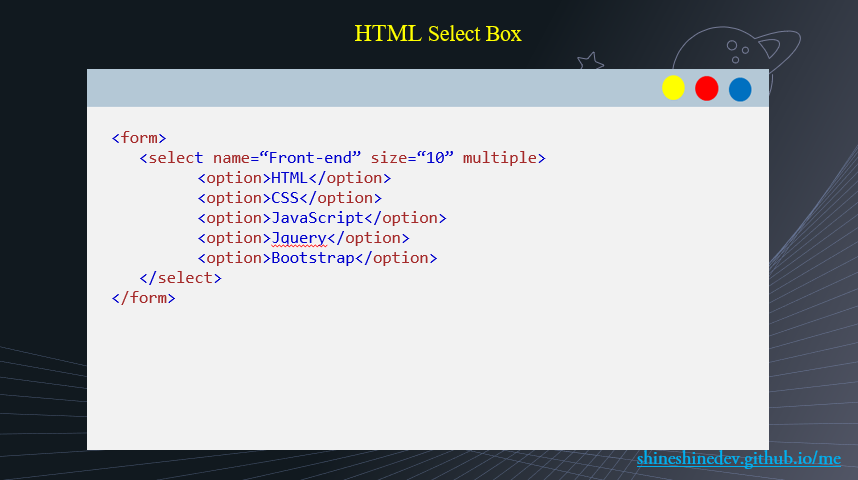 HTML Select Box
<form>
<select name=“Front-end” size=“10” multiple>
<option>HTML</option>
<option>CSS</option>
<option>JavaScript</option>
<option>Jquery</option>
<option>Bootstrap</option>
</select>
</form>
shineshinedev.github.io/me